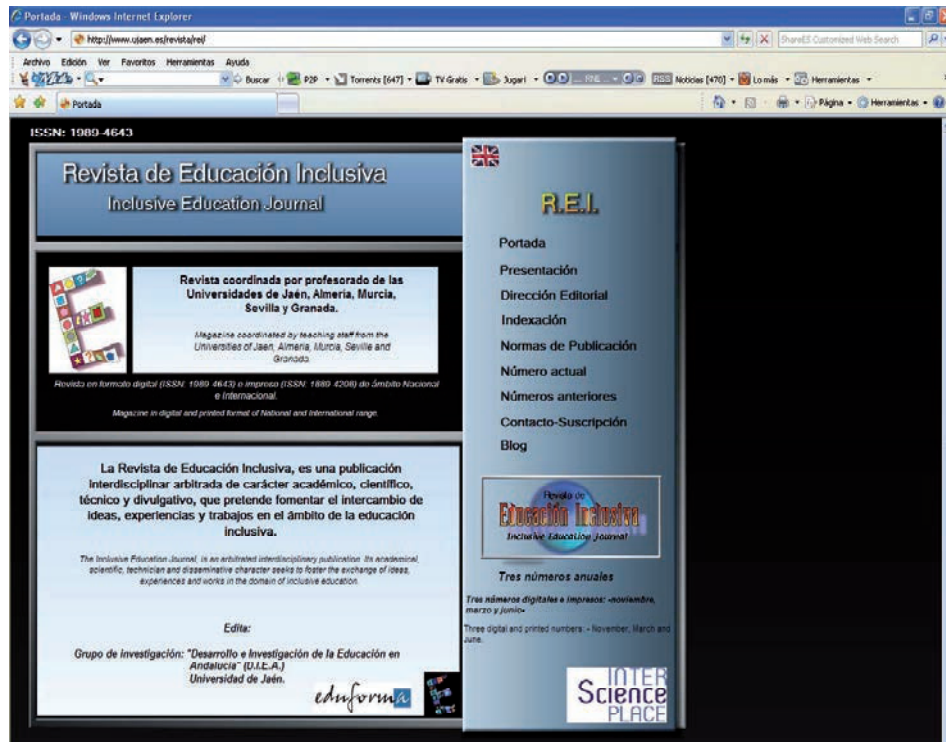 Portada - Windows Internet Explorer
http://www.ujaen.es/revista/rei/
ShareES Customized Web Search
Archivo Edición Ver Favoritos Herramientas Ayuda
Buscar P2P Torrents [647] TV Gratis Jugar! RSS Noticias [470] Lo más Herramientas
Portada
Página Herramientas
ISSN: 1989-4643
Revista de Educación Inclusiva
Inclusive Education Journal
Revista coordinada por profesorado de las
Universidades de Jaén, Almería, Murcia,
Sevilla y Granada.
Magazine coordinated by teaching staff from the
Universities of Jaen, Almeria, Murcia, Seville and
Granada.
Revista en formato digital (ISSN: 1989-4643) e impreso (ISSN: 1889-4208) de ámbito Nacional
e Internacional.
Magazine in digital and printed format of National and International range.
La Revista de Educación Inclusiva, es una publicación
interdisciplinar arbitrada de carácter académico, científico,
técnico y divulgativo, que pretende fomentar el intercambio de
ideas, experiencias y trabajos en el ámbito de la educación
inclusiva.
The Inclusive Education Journal, is an arbitrated interdisciplinary publication. Its academical,
scientific, technician and disseminative character seeks to foster the exchange of ideas,
experiences and works in the domain of inclusive education.
Edita:
Grupo de investigación: "Desarrollo e Investigación de la Educación en
Andalucía" (D.I.E.A.)
Universidad de Jaén.
eduforma
R.E.I.
Portada
Presentación
Dirección Editorial
Indexación
Normas de Publicación
Número actual
Números anteriores
Contacto-Suscripción
Blog
Revista de
Educación Inclusiva
Inclusive Education Journal
Tres números anuales
Tres números digitales e impresos: -noviembre,
marzo y junio-
Three digital and printed numbers: - November, March and
June.
INTER
Science
PLACE